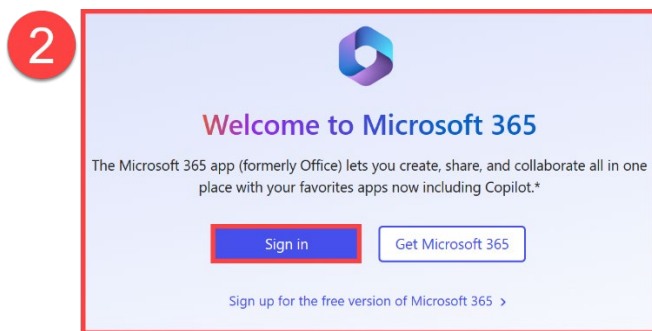 2
Welcome to Microsoft 365
The Microsoft 365 app (formerly Office) lets you create, share, and collaborate all in one
place with your favorites apps now including Copilot.*
Sign in
Get Microsoft 365
Sign up for the free version of Microsoft 365 >